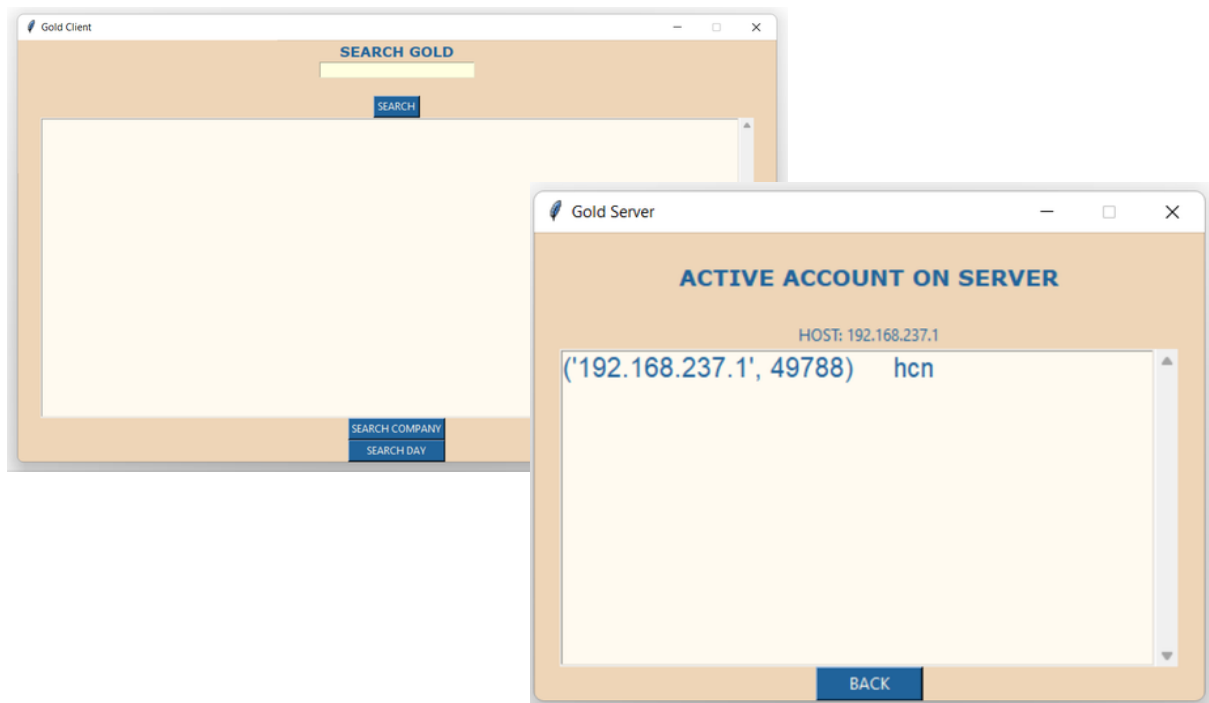 Gold Client
SEARCH GOLD
SEARCH
SEARCH COMPANY
SEARCH DAY
Gold Server
ACTIVE ACCOUNT ON SERVER
HOST: 192.168.237.1
('192.168.237.1', 49788) hcn
BACK